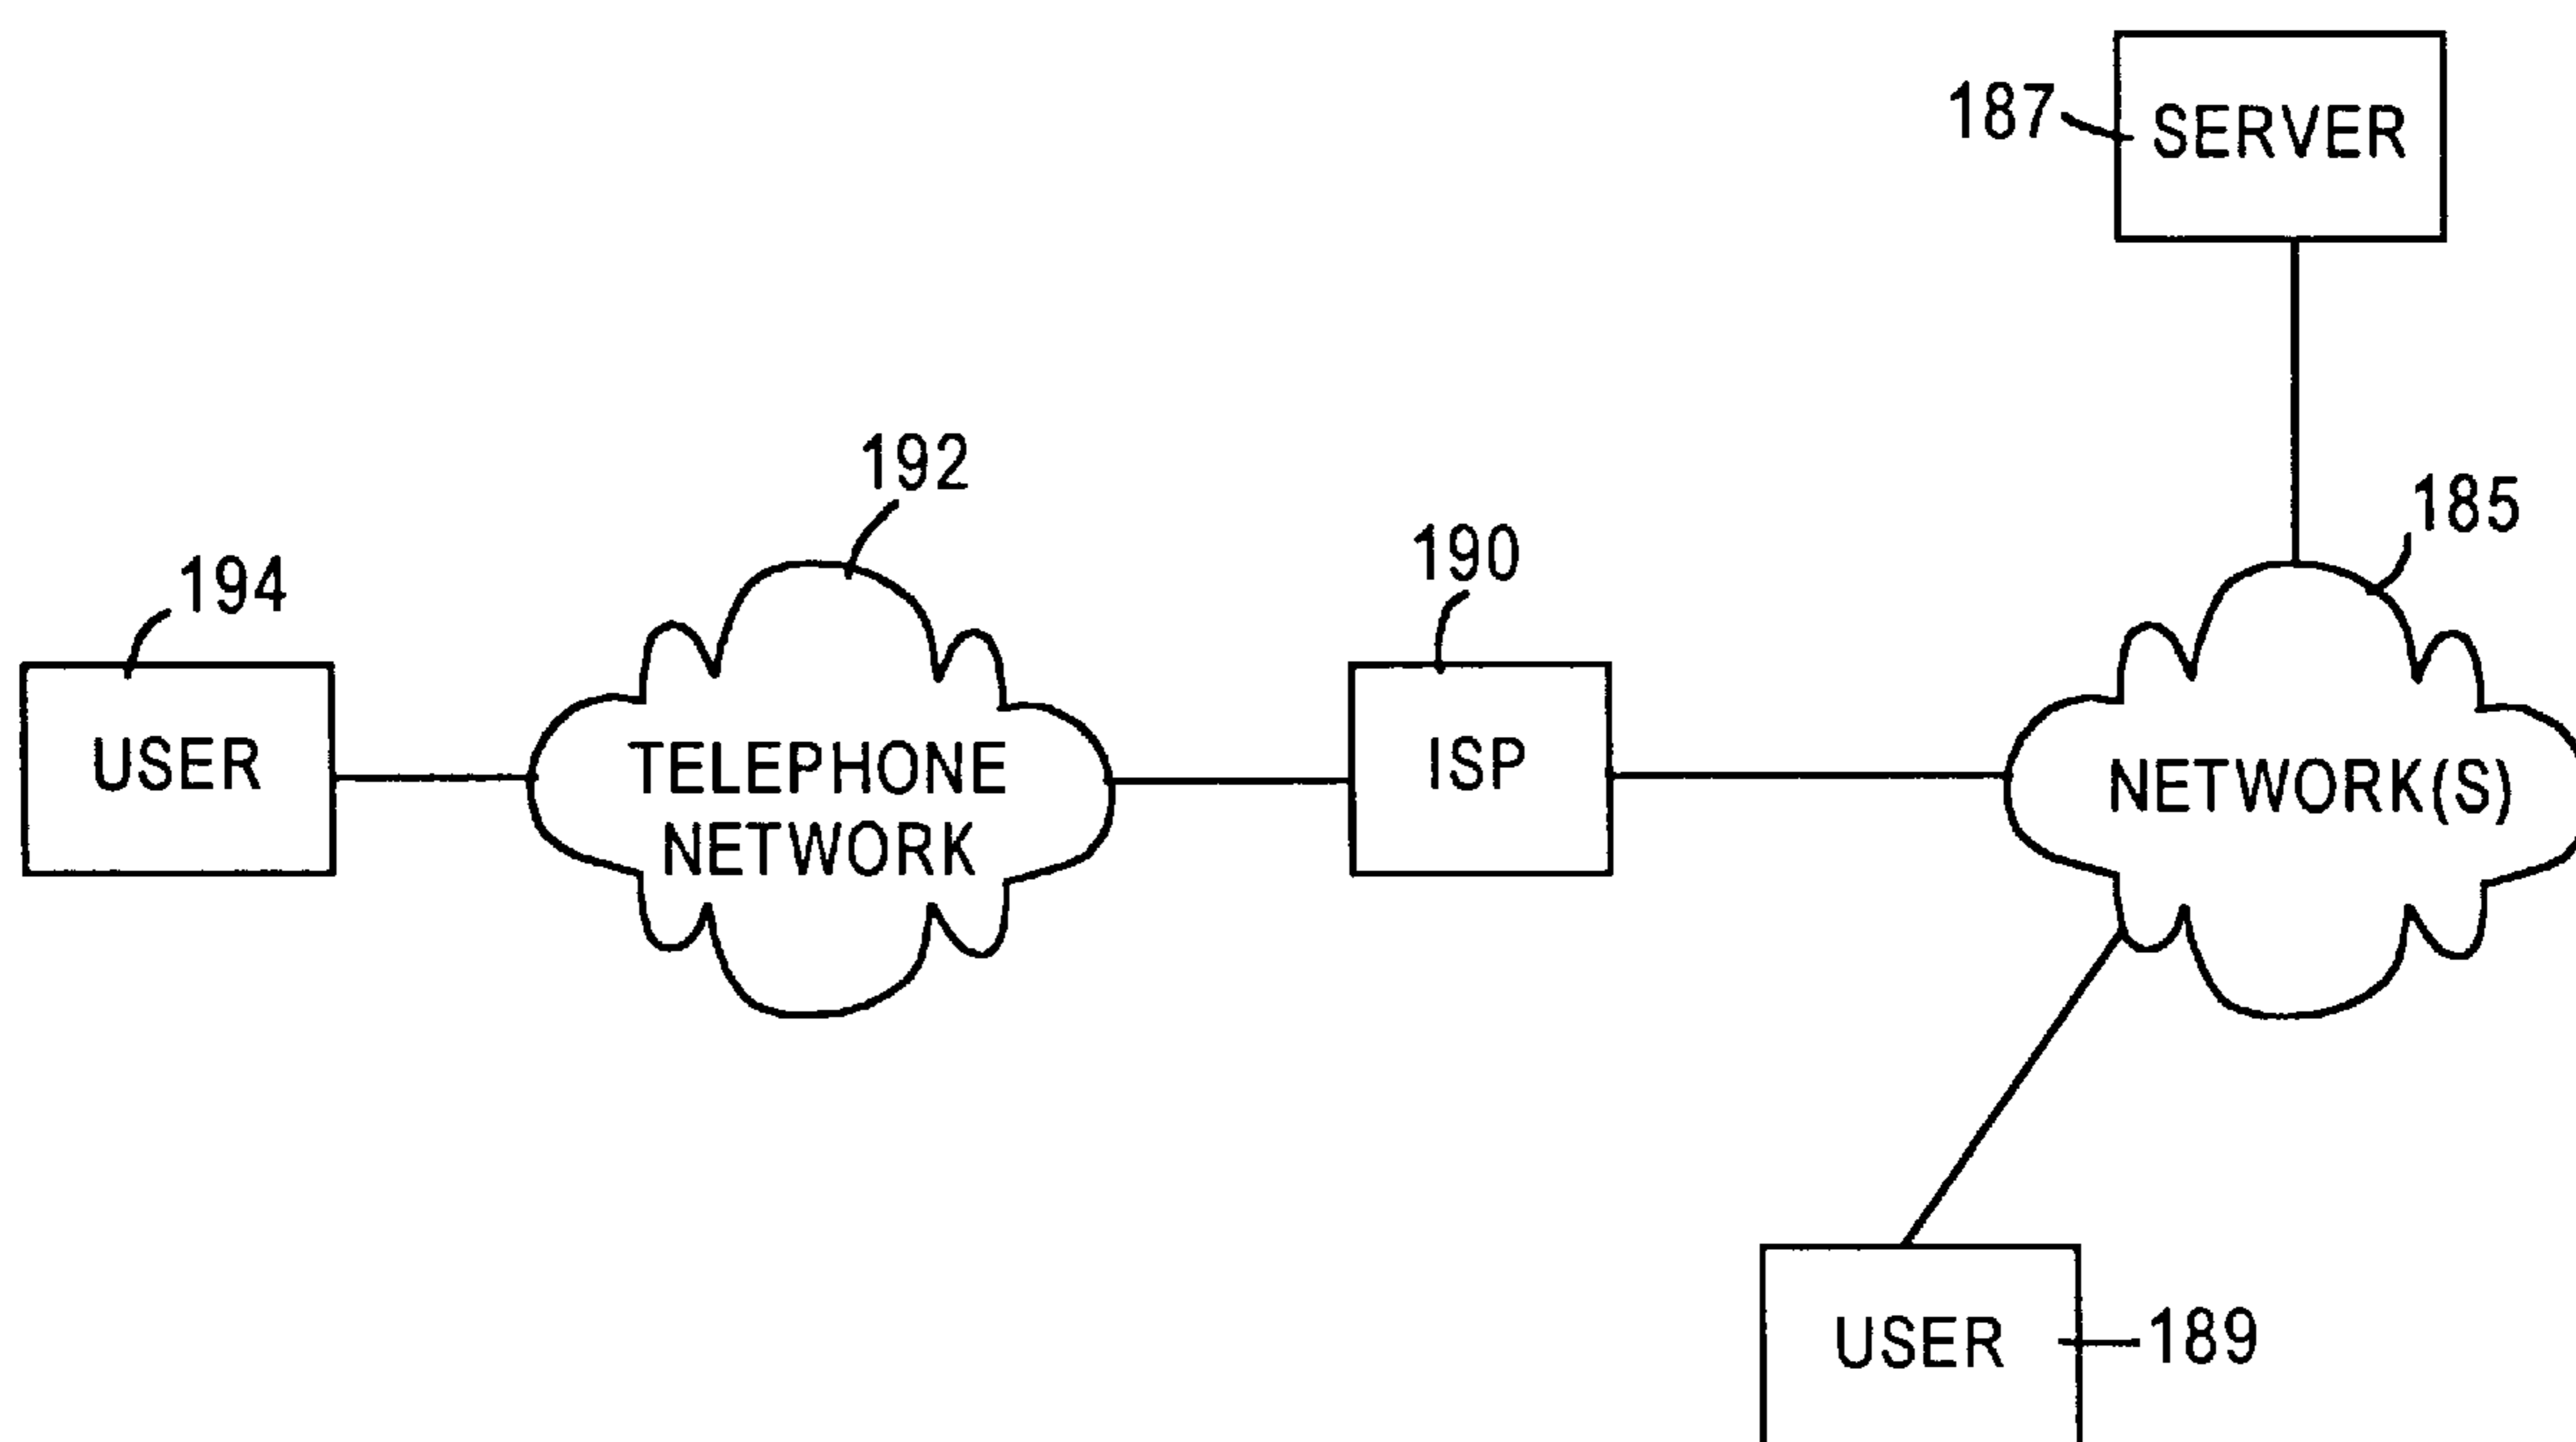 187
SERVER
192
185
190
194
USER
TELEPHONE
NETWORK
ISP
NETWORK(S)
USER
189